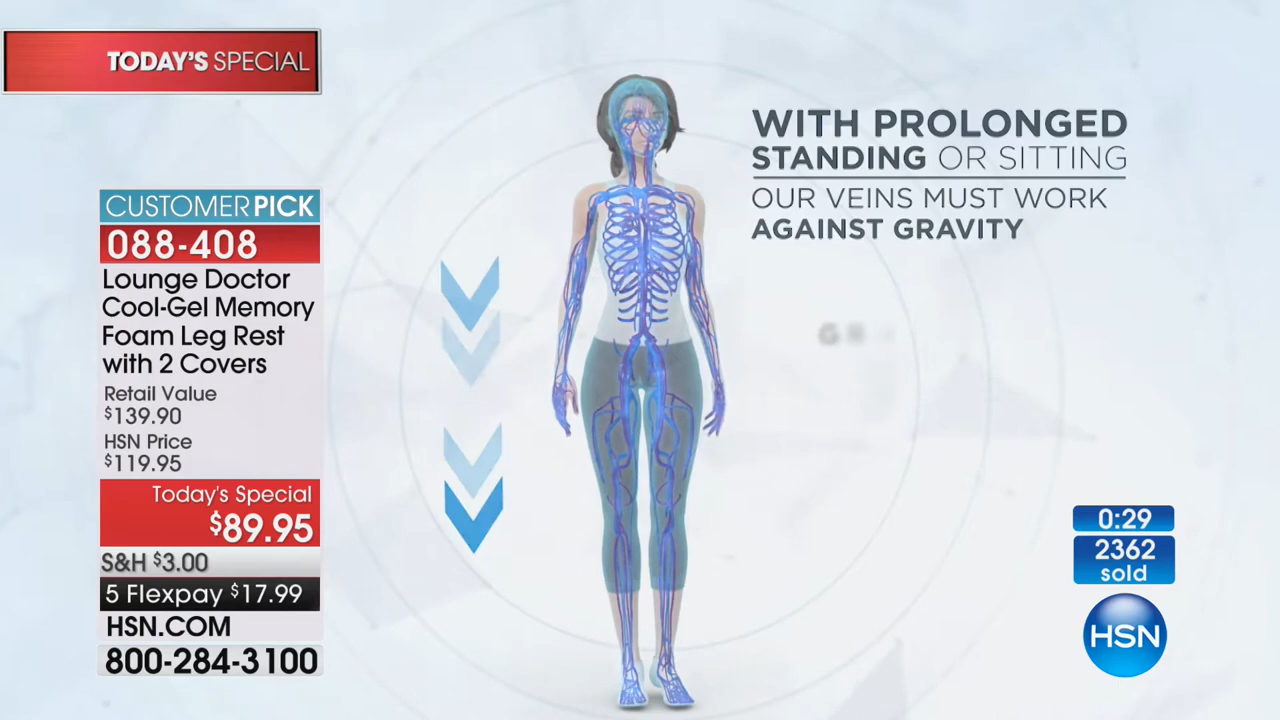 TODAY'S SPECIAL
CUSTOMER PICK
088-408
Lounge Doctor
Cool-Gel Memory
Foam Leg Rest
with 2 Covers
Retail Value
$139.90
HSN Price
$119.95
Today's Special
$89.95
S&H $3.00
5 Flexpay $17.99
HSN.COM
800-284-3100
WITH PROLONGED
STANDING OR SITTING
OUR VEINS MUST WORK
AGAINST GRAVITY
0:29
2362
sold
HSN